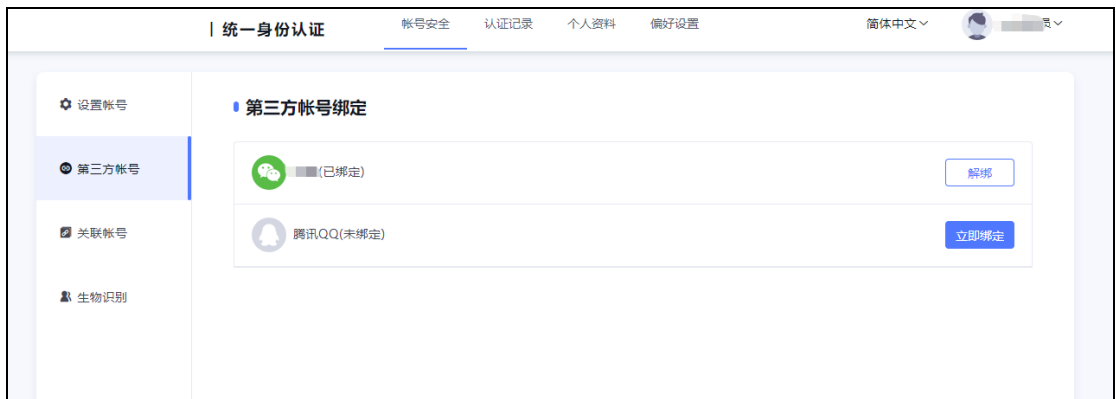 统一身份认证
帐号安全 认证记录 个人资料 偏好设置
简体中文
员
设置帐号
第三方帐号
关联帐号
生物识别
第三方帐号绑定
(已绑定)
解绑
腾讯QQ(未绑定)
立即绑定